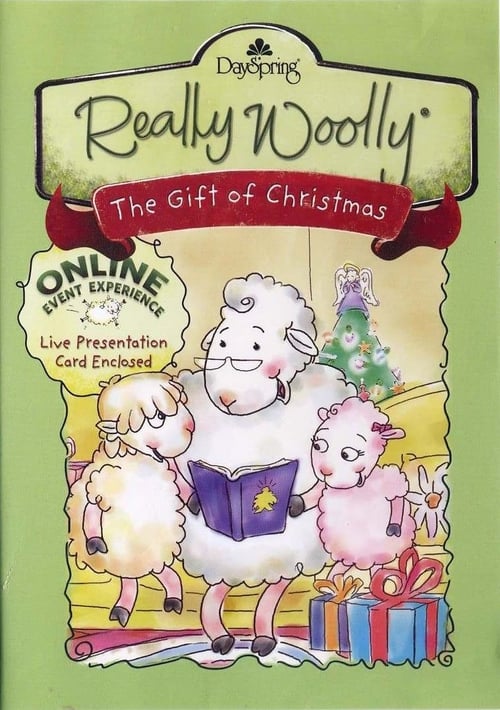 DaySpring
Really Woolly®
The Gift of Christmas
ONLINE
EVENT EXPERIENCE
Live Presentation
Card Enclosed